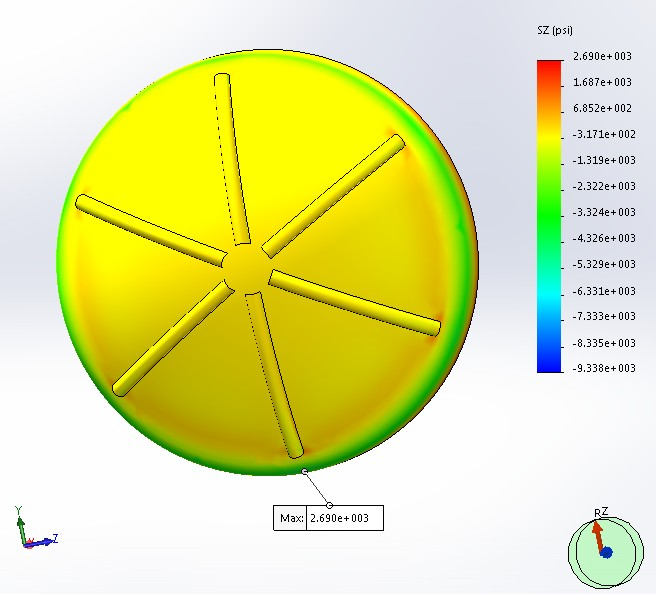 SZ (psi)
2.690e+003
1.687e+003
6.852e+002
-3.171e+002
-1.319e+003
-2.322e+003
-3.324e+003
-4.326e+003
-5.329e+003
-6.331e+003
-7.333e+003
-8.335e+003
-9.338e+003
Max: 2.690e+003
Y
Z
RZ